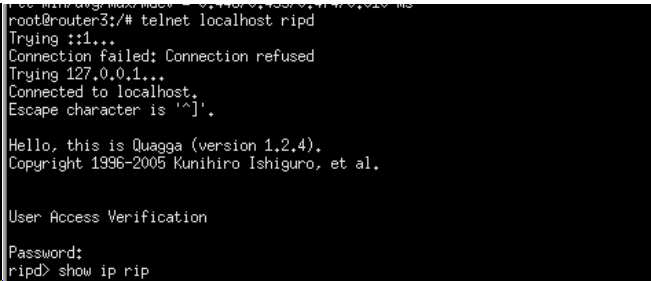 root@router3:/# telnet localhost ripd
Trying ::1...
Connection failed: Connection refused
Trying 127.0.0.1...
Connected to localhost.
Escape character is '^]'.
Hello, this is Quagga (version 1.2.4).
Copyright 1996-2005 Kunihiro Ishiguro, et al.
User Access Verification
Password:
ripd> show ip rip